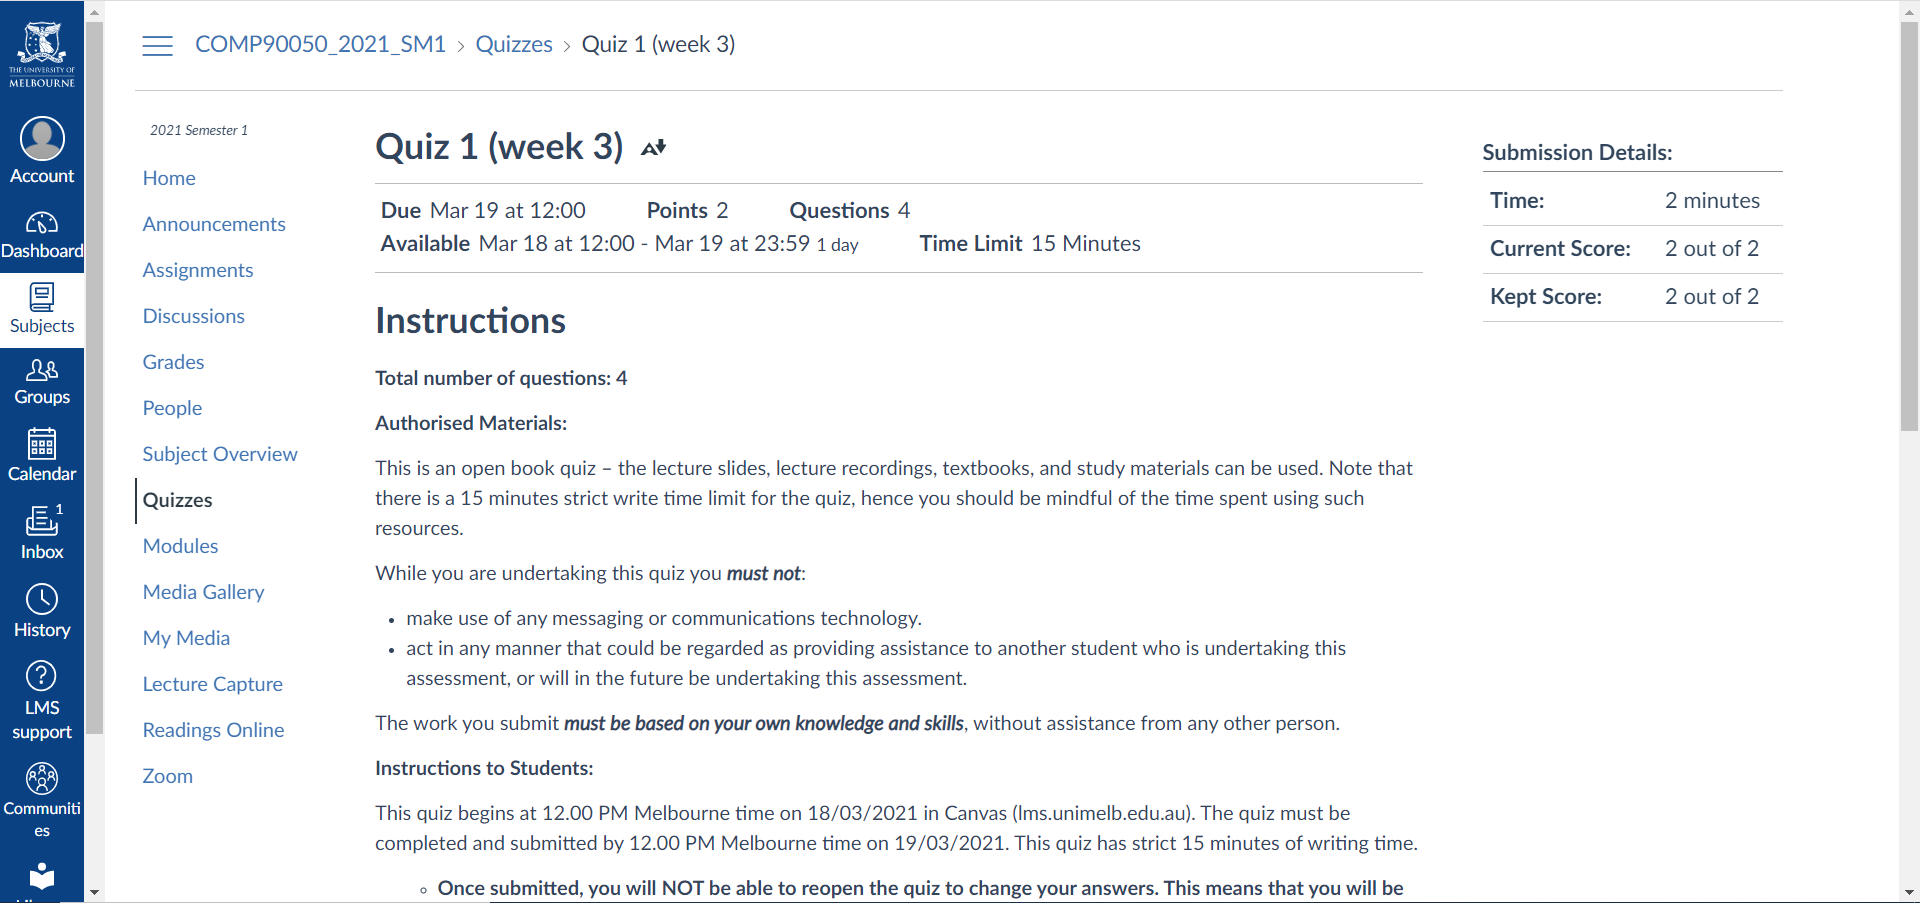 THE UNIVERSITY OF
MELBOURNE
Account
Dashboard
Subjects
Groups
Calendar
1
Inbox
History
LMS
support
Communiti
es
COMP90050_2021_SM1 › Quizzes › Quiz 1 (week 3)
2021 Semester 1
Home
Announcements
Assignments
Discussions
Grades
People
Subject Overview
Quizzes
Modules
Media Gallery
My Media
Lecture Capture
Readings Online
Zoom
Quiz 1 (week 3)
Due Mar 19 at 12:00 Points 2 Questions 4
Available Mar 18 at 12:00 - Mar 19 at 23:59 1 day Time Limit 15 Minutes
Instructions
Total number of questions: 4
Authorised Materials:
This is an open book quiz – the lecture slides, lecture recordings, textbooks, and study materials can be used. Note that
there is a 15 minutes strict write time limit for the quiz, hence you should be mindful of the time spent using such
resources.
While you are undertaking this quiz you must not:
• make use of any messaging or communications technology.
• act in any manner that could be regarded as providing assistance to another student who is undertaking this
assessment, or will in the future be undertaking this assessment.
The work you submit must be based on your own knowledge and skills, without assistance from any other person.
Instructions to Students:
This quiz begins at 12.00 PM Melbourne time on 18/03/2021 in Canvas (lms.unimelb.edu.au). The quiz must be
completed and submitted by 12.00 PM Melbourne time on 19/03/2021. This quiz has strict 15 minutes of writing time.
◦ Once submitted, you will NOT be able to reopen the quiz to change your answers. This means that you will be
Submission Details:
Time: 2 minutes
Current Score: 2 out of 2
Kept Score: 2 out of 2